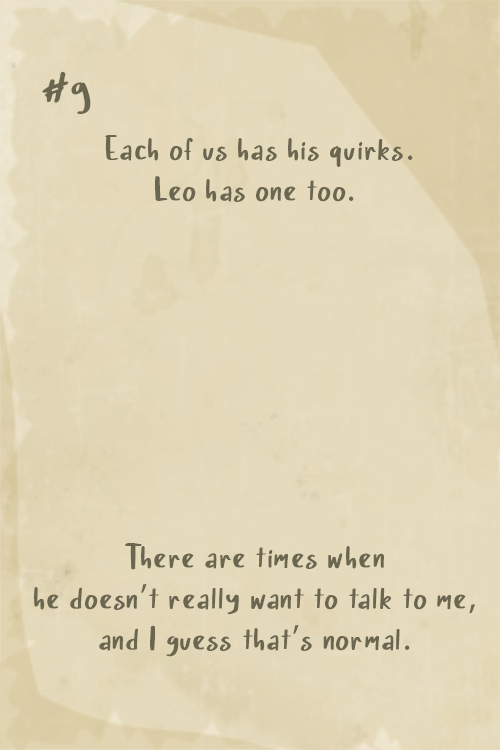 #9
Each of us has his quirks.
Leo has one too.
There are times when
he doesn't really want to talk to me,
and I guess that's normal.